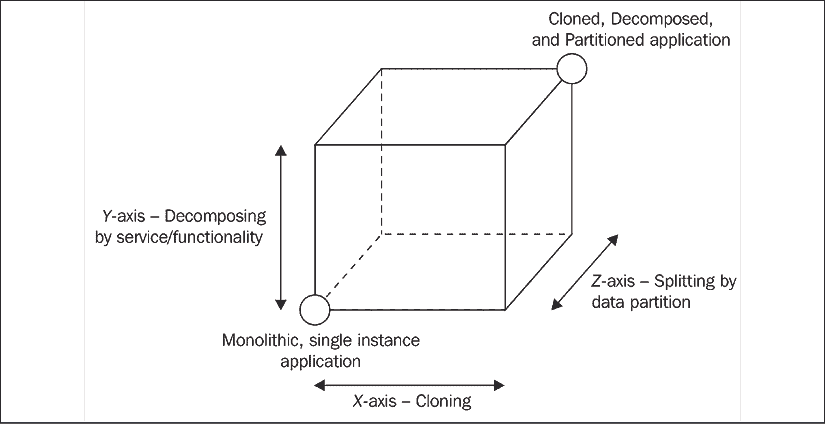 Cloned, Decomposed,
and Partitioned application
Y-axis – Decomposing
by service/functionality
Z-axis – Splitting by
data partition
Monolithic, single instance
application
X-axis – Cloning